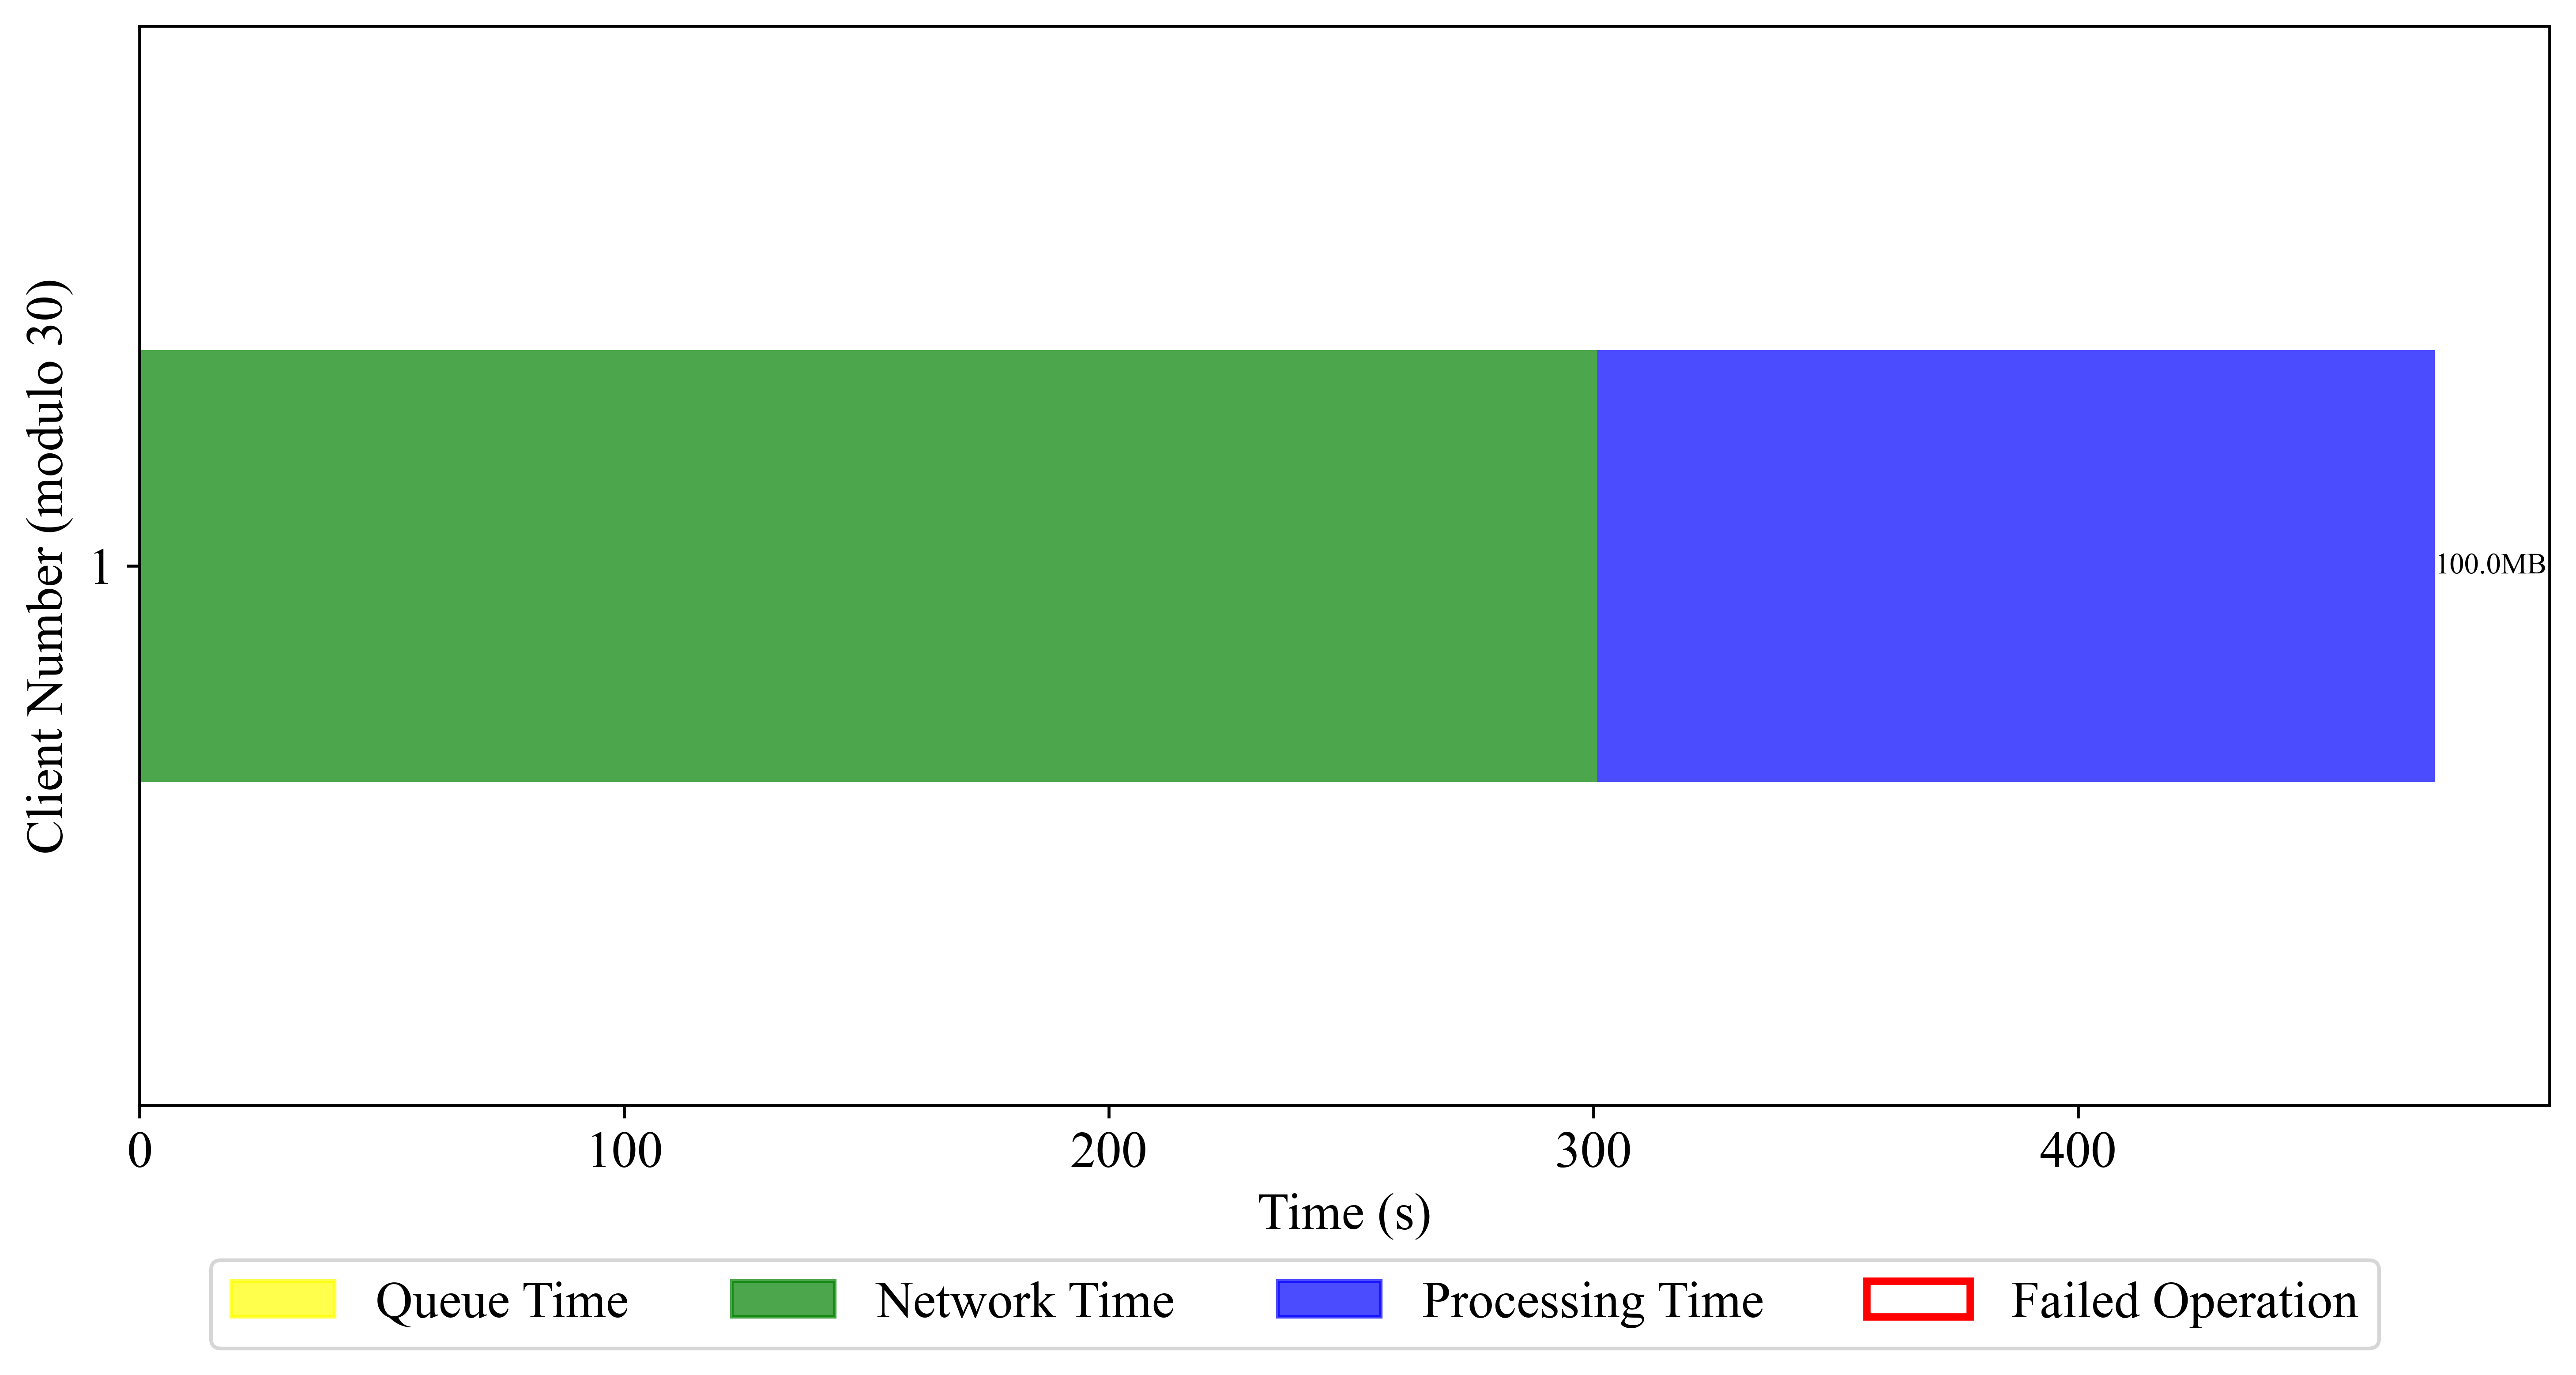 Client Number (modulo 30)
1
100.0MB
0 100 200 300 400
Time (s)
Queue Time Network Time Processing Time Failed Operation